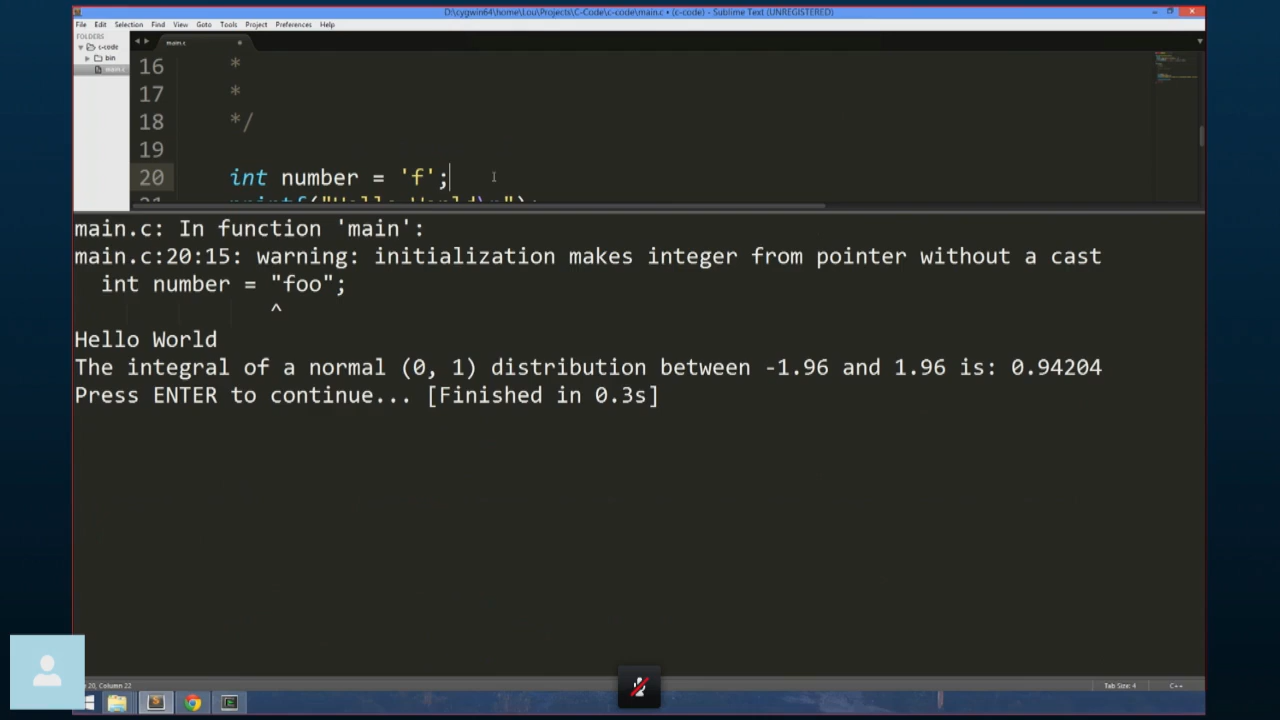 D:\cygwin64\home\Lou\Projects\C-Code\c-code\main.c • (c-code) - Sublime Text (UNREGISTERED)
File Edit Selection Find View Goto Tools Project Preferences Help
FOLDERS
c-code
bin
main.c
main.c
16 *
17 *
18 */
19
20 int number = 'f';
21 printf("Hello World\n");
main.c: In function 'main':
main.c:20:15: warning: initialization makes integer from pointer without a cast
int number = "foo";
^
Hello World
The integral of a normal (0, 1) distribution between -1.96 and 1.96 is: 0.94204
Press ENTER to continue... [Finished in 0.3s]
20, Column 22
Tab Size: 4
C++